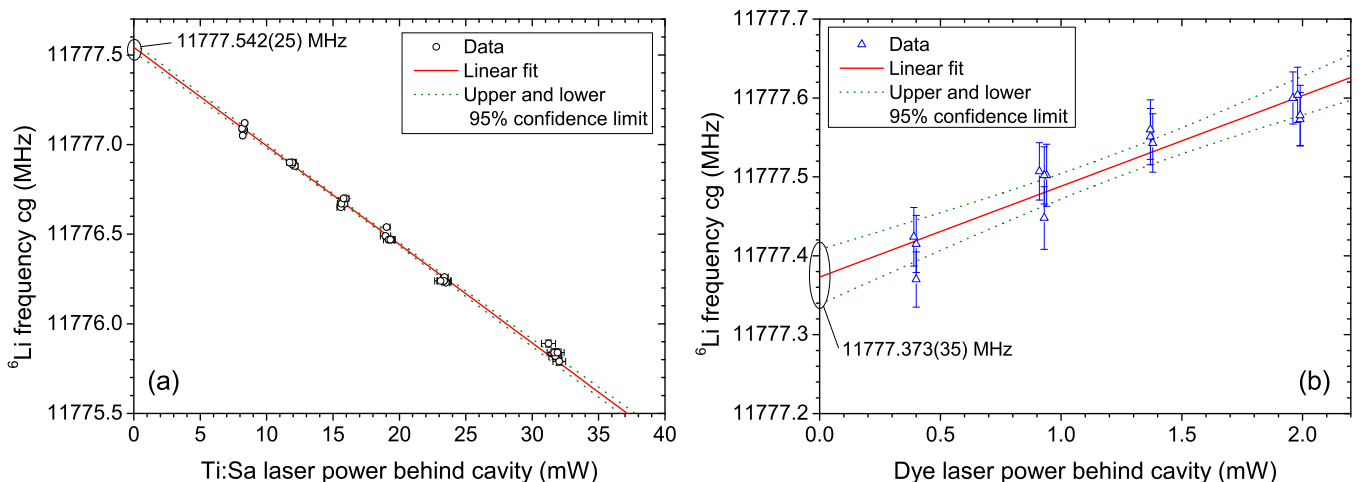 11777.542(25) MHz
Data
Linear fit
Upper and lower
95% confidence limit
11777.5
11777.0
11776.5
11776.0
11775.5
⁶Li frequency cg (MHz)
(a)
0 5 10 15 20 25 30 35 40
Ti:Sa laser power behind cavity (mW)
Data
Linear fit
Upper and lower
95% confidence limit
11777.7
11777.6
11777.5
11777.4
11777.3
11777.2
⁶Li frequency cg (MHz)
11777.373(35) MHz
(b)
0.0 0.5 1.0 1.5 2.0
Dye laser power behind cavity (mW)